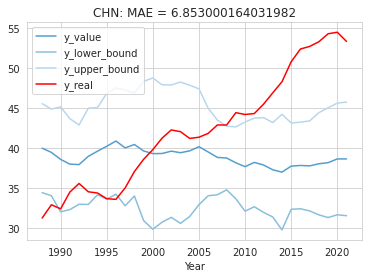 CHN: MAE = 6.853000164031982
y_value
y_lower_bound
y_upper_bound
y_real
55
50
45
40
35
30
1990
1995
2000
2005
2010
2015
2020
Year